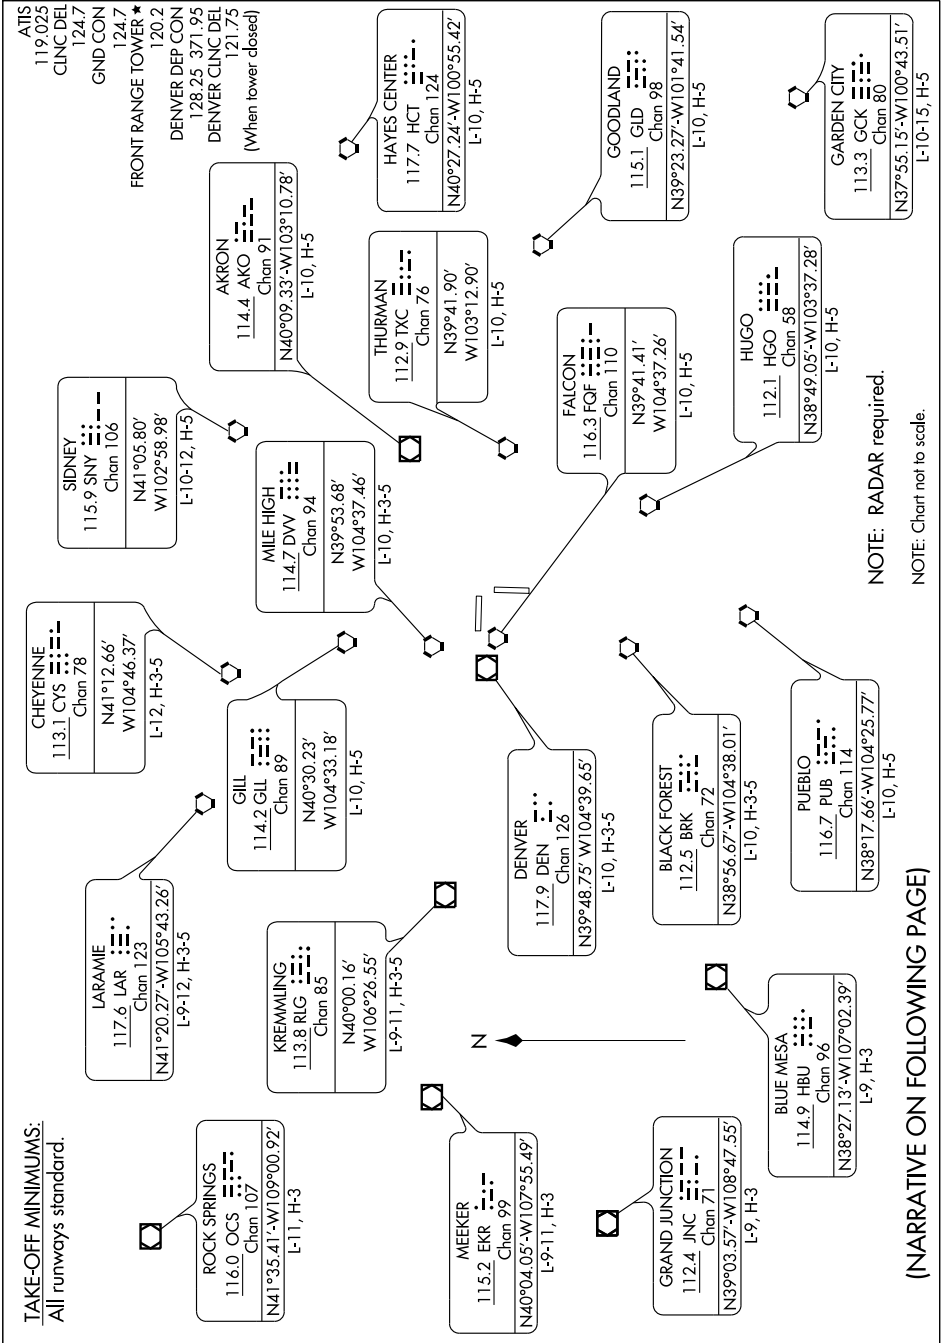 TAKE-OFF MINIMUMS:
All runways standard.
ATIS
119.025
CLNC DEL
124.7
GND CON
124.7
FRONT RANGE TOWER★
120.2
DENVER DEP CON
128.25 371.95
DENVER CLNC DEL
121.75
(When tower closed)
ROCK SPRINGS
116.0 OCS
Chan 107
N41°35.41'-W109°00.92'
L-11, H-3
LARAMIE
117.6 LAR
Chan 123
N41°20.27'-W105°43.26'
L-9-12, H-3-5
CHEYENNE
113.1 CYS
Chan 78
N41°12.66'
W104°46.37'
L-12, H-3-5
SIDNEY
115.9 SNY
Chan 106
N41°05.80'
W102°58.98'
L-10-12, H-5
AKRON
114.4 AKO
Chan 91
N40°09.33'-W103°10.78'
L-10, H-5
HAYES CENTER
117.7 HCT
Chan 124
N40°27.24'-W100°55.42'
L-10, H-5
GILL
114.2 GLL
Chan 89
N40°30.23'
W104°33.18'
L-10, H-5
MILE HIGH
114.7 DVV
Chan 94
N39°53.68'
W104°37.46'
L-10, H-3-5
THURMAN
112.9 TXC
Chan 76
N39°41.90'
W103°12.90'
L-10, H-5
KREMMLING
113.8 RLG
Chan 85
N40°00.16'
W106°26.55'
L-9-11, H-3-5
MEEKER
115.2 EKR
Chan 99
N40°04.05'-W107°55.49'
L-9-11, H-3
N
DENVER
117.9 DEN
Chan 126
N39°48.75' W104°39.65'
L-10, H-3-5
FALCON
116.3 FQF
Chan 110
N39°41.41'
W104°37.26'
L-10, H-5
GOODLAND
115.1 GLD
Chan 98
N39°23.27'-W101°41.54'
L-10, H-5
GRAND JUNCTION
112.4 JNC
Chan 71
N39°03.57'-W108°47.55'
L-9, H-3
BLACK FOREST
112.5 BRK
Chan 72
N38°56.67'-W104°38.01'
L-10, H-3-5
HUGO
112.1 HGO
Chan 58
N38°49.05'-W103°37.28'
L-10, H-5
BLUE MESA
114.9 HBU
Chan 96
N38°27.13'-W107°02.39'
L-9, H-3
PUEBLO
116.7 PUB
Chan 114
N38°17.66'-W104°25.77'
L-10, H-5
GARDEN CITY
113.3 GCK
Chan 80
N37°55.15'-W100°43.51'
L-10-15, H-5
NOTE: RADAR required.
NOTE: Chart not to scale.
(NARRATIVE ON FOLLOWING PAGE)